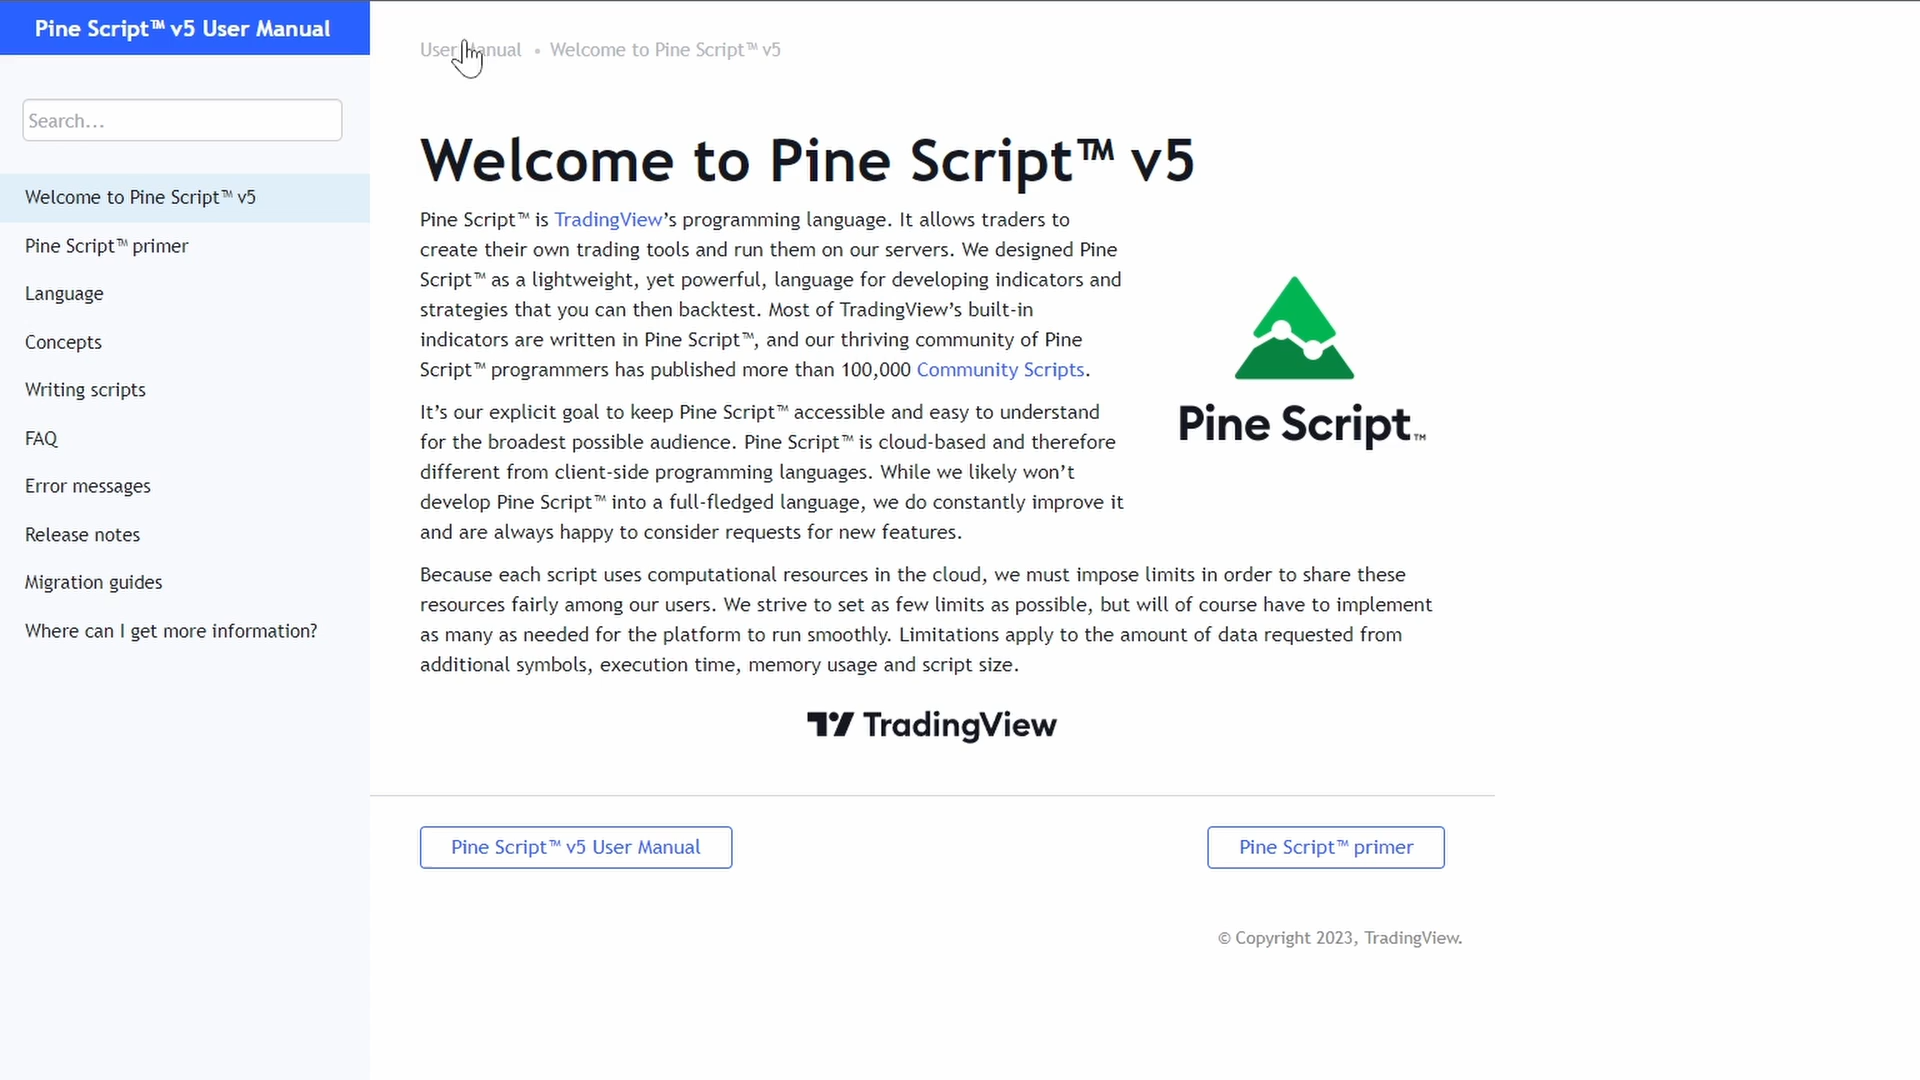 Pine Script™ v5 User Manual
Search...
Welcome to Pine Script™ v5
Pine Script™ primer
Language
Concepts
Writing scripts
FAQ
Error messages
Release notes
Migration guides
Where can I get more information?
User Manual • Welcome to Pine Script™ v5
Welcome to Pine Script™ v5
Pine Script™ is TradingView’s programming language. It allows traders to
create their own trading tools and run them on our servers. We designed Pine
Script™ as a lightweight, yet powerful, language for developing indicators and
strategies that you can then backtest. Most of TradingView’s built-in
indicators are written in Pine Script™, and our thriving community of Pine
Script™ programmers has published more than 100,000 Community Scripts.
Pine Script™
It’s our explicit goal to keep Pine Script™ accessible and easy to understand
for the broadest possible audience. Pine Script™ is cloud-based and therefore
different from client-side programming languages. While we likely won’t
develop Pine Script™ into a full-fledged language, we do constantly improve it
and are always happy to consider requests for new features.
Because each script uses computational resources in the cloud, we must impose limits in order to share these
resources fairly among our users. We strive to set as few limits as possible, but will of course have to implement
as many as needed for the platform to run smoothly. Limitations apply to the amount of data requested from
additional symbols, execution time, memory usage and script size.
TradingView
Pine Script™ v5 User Manual
Pine Script™ primer
© Copyright 2023, TradingView.